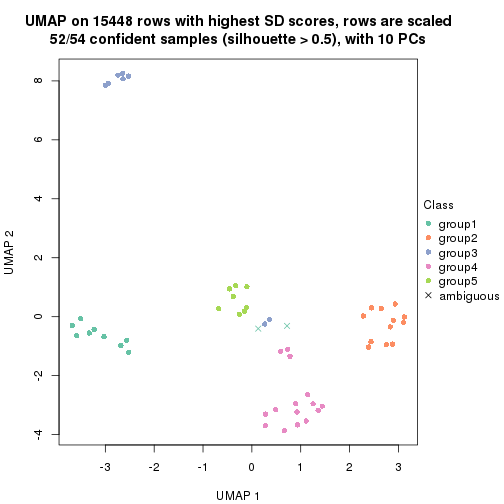 UMAP on 15448 rows with highest SD scores, rows are scaled
52/54 confident samples (silhouette > 0.5), with 10 PCs
8
6
4
2
0
-2
-4
UMAP 2
-3
-2
-1
0
1
2
3
UMAP 1
Class
group1
group2
group3
group4
group5
ambiguous